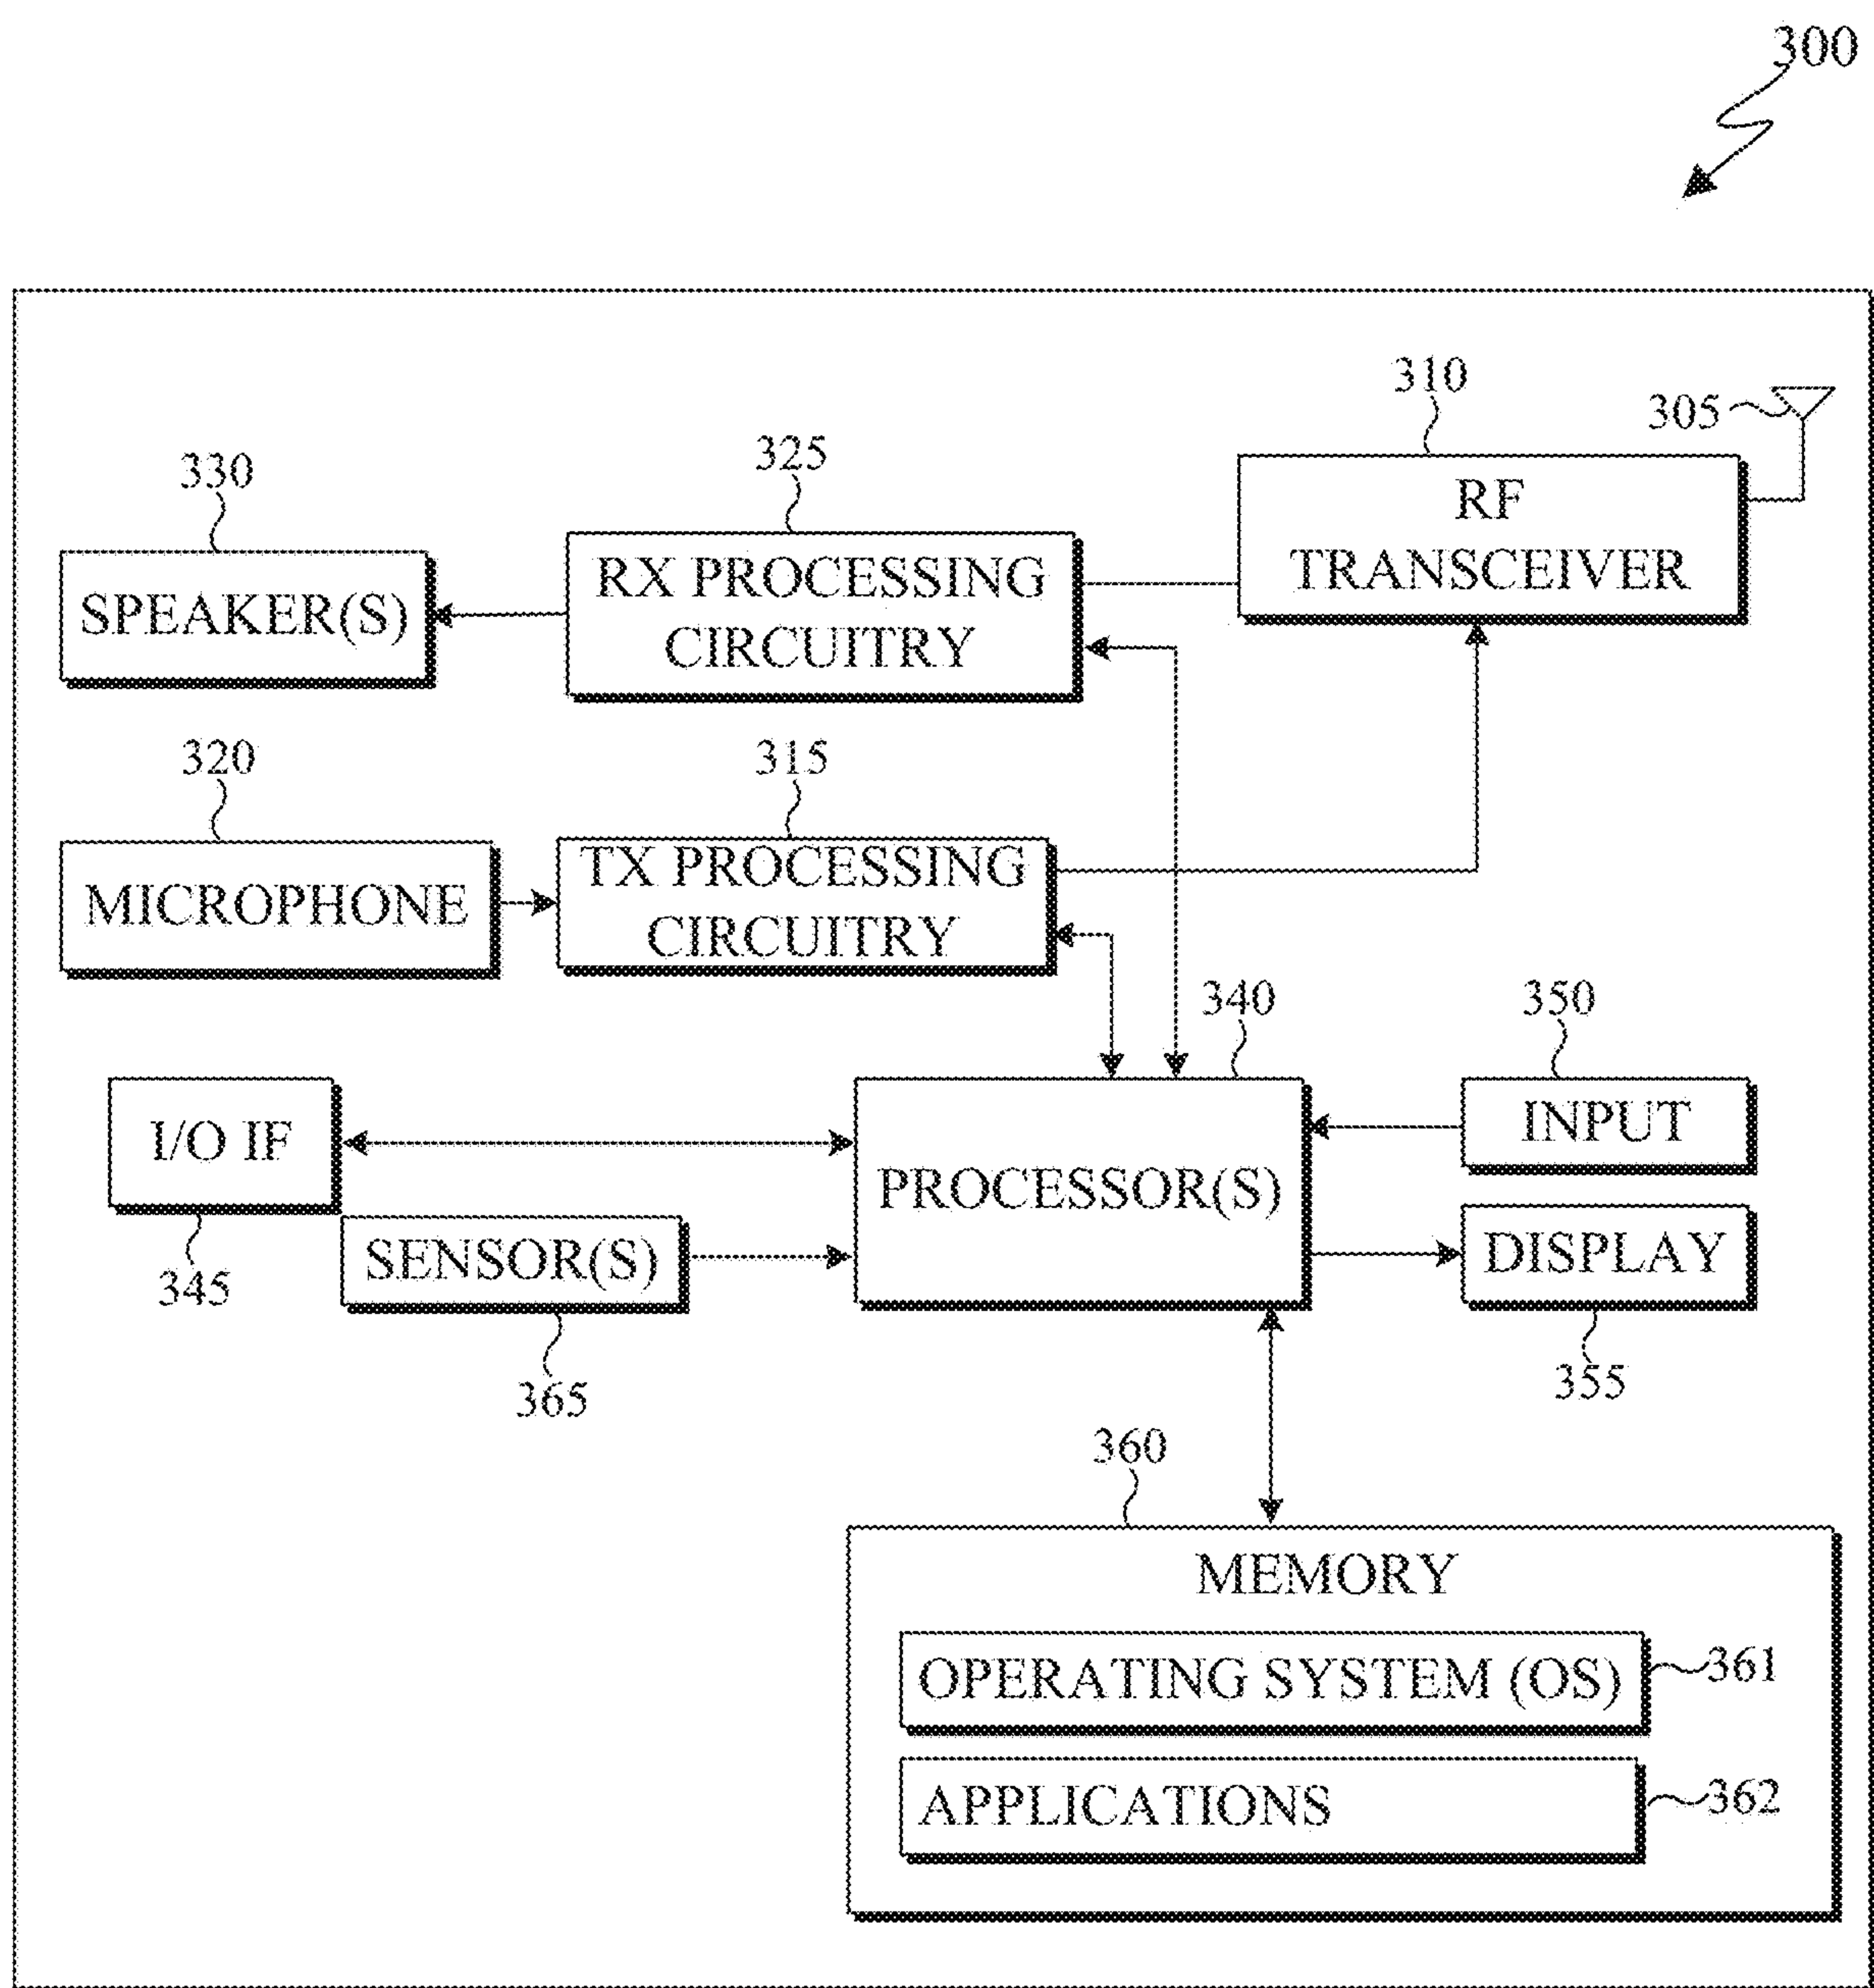 300
310
305
325
330
RF
TRANSCEIVER
RX PROCESSING
CIRCUITRY
SPEAKER(S)
320
315
MICROPHONE
TX PROCESSING
CIRCUITRY
340
350
I/O IF
INPUT
PROCESSOR(S)
SENSOR(S)
DISPLAY
345
365
355
360
MEMORY
OPERATING SYSTEM (OS)
361
APPLICATIONS
362